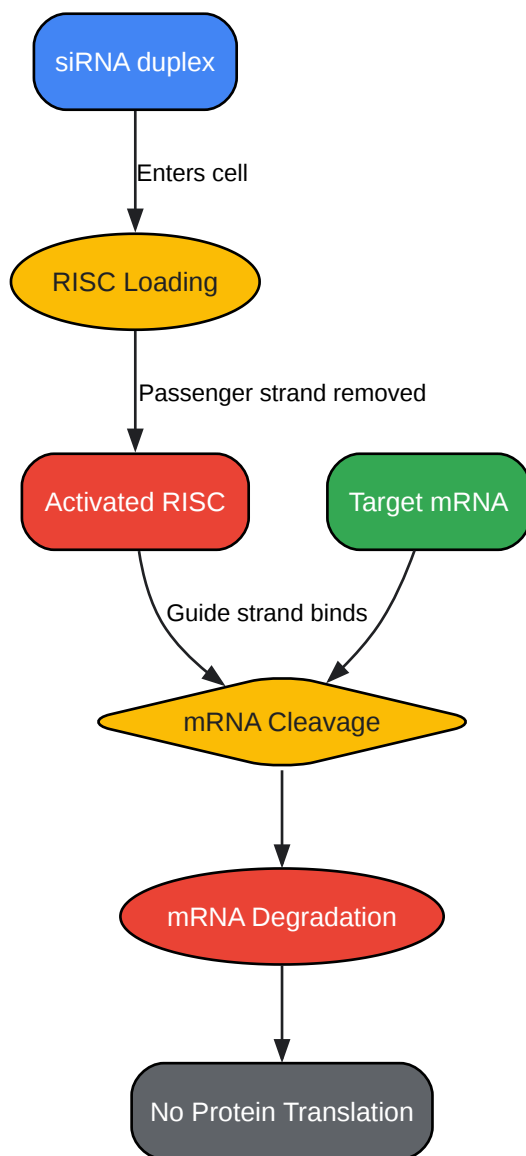 siRNA duplex
Enters cell
RISC Loading
Passenger strand removed
Activated RISC
Target mRNA
Guide strand binds
mRNA Cleavage
mRNA Degradation
No Protein Translation